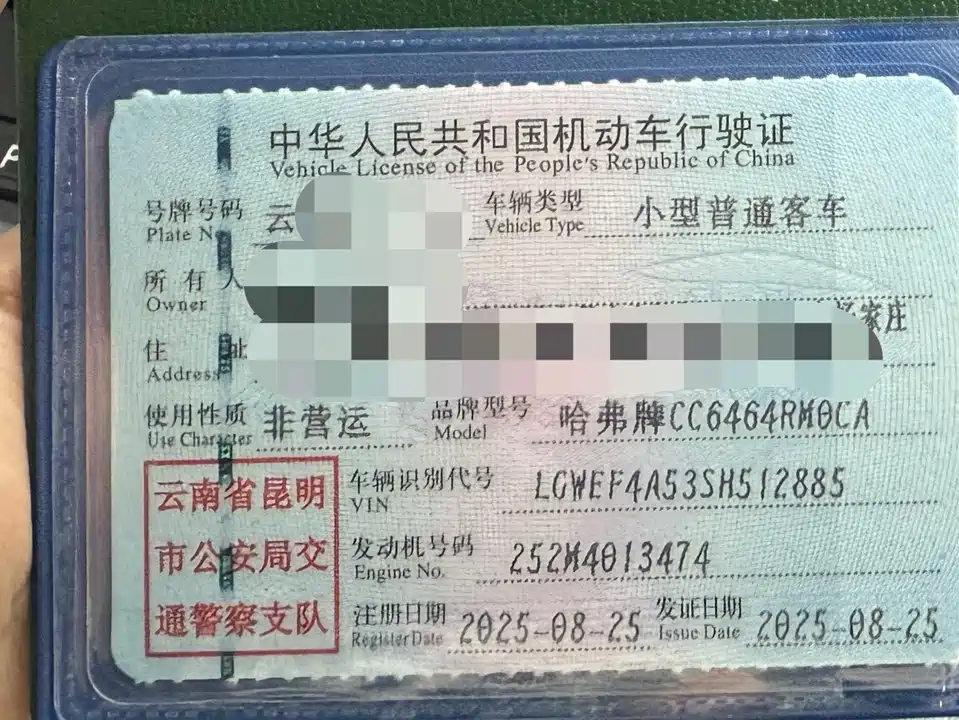 中华人民共和国机动车行驶证
Vehicle License of the People's Republic of China
号牌号码 云 车辆类型 小型普通客车
Plate No Vehicle Type
所有人
Owner
家庄
住址
Address
使用性质 非营运 品牌型号 哈弗牌CC6464RM0CA
Use Character Model
云南省昆明 车辆识别代号 LGWEF4A53SH512885
VIN
市公安局交 发动机号码 252M4013474
Engine No.
通警察支队 注册日期 2025-08-25 发证日期 2025-08-25
Register Date Issue Date